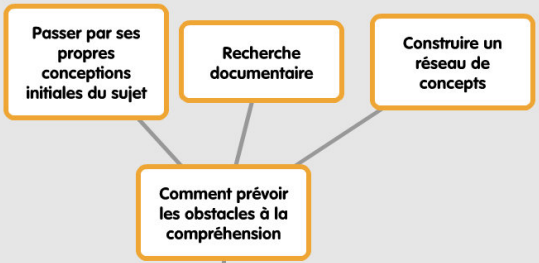 Passer par ses
propres
conceptions
initiales du sujet
Recherche
documentaire
Construire un
réseau de
concepts
Comment prévoir
les obstacles à la
compréhension